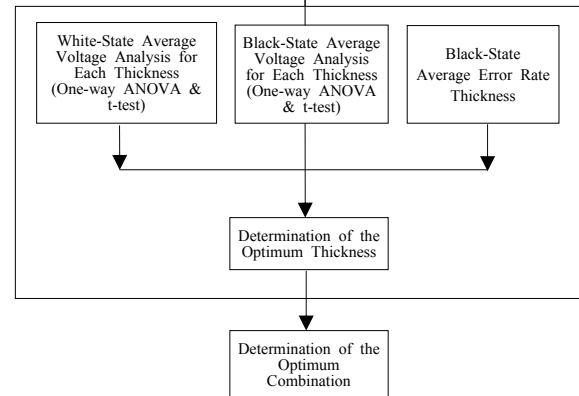 White-State Average
Voltage Analysis for
Each Thickness
(One-way ANOVA &
t-test)
Black-State Average
Voltage Analysis
for Each Thickness
(One-way ANOVA
& t-test)
Black-State
Average Error Rate
Thickness
Determination of the
Optimum Thickness
Determination of the
Optimum
Combination